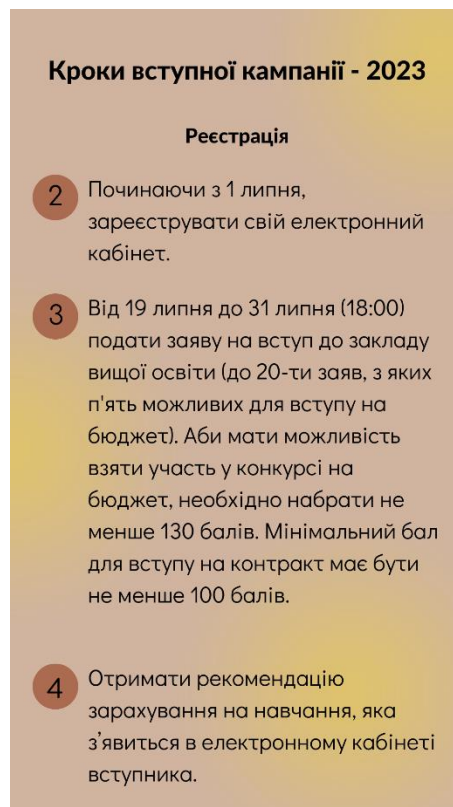 Кроки вступної кампанії - 2023
Реєстрація
2 Починаючи з 1 липня,
зареєструвати свій електронний
кабінет.
3 Від 19 липня до 31 липня (18:00)
подати заяву на вступ до закладу
вищої освіти (до 20-ти заяв, з яких
п'ять можливих для вступу на
бюджет). Аби мати можливість
взяти участь у конкурсі на
бюджет, необхідно набрати не
менше 130 балів. Мінімальний бал
для вступу на контракт має бути
не менше 100 балів.
4 Отримати рекомендацію
зарахування на навчання, яка
з’явиться в електронному кабінеті
вступника.